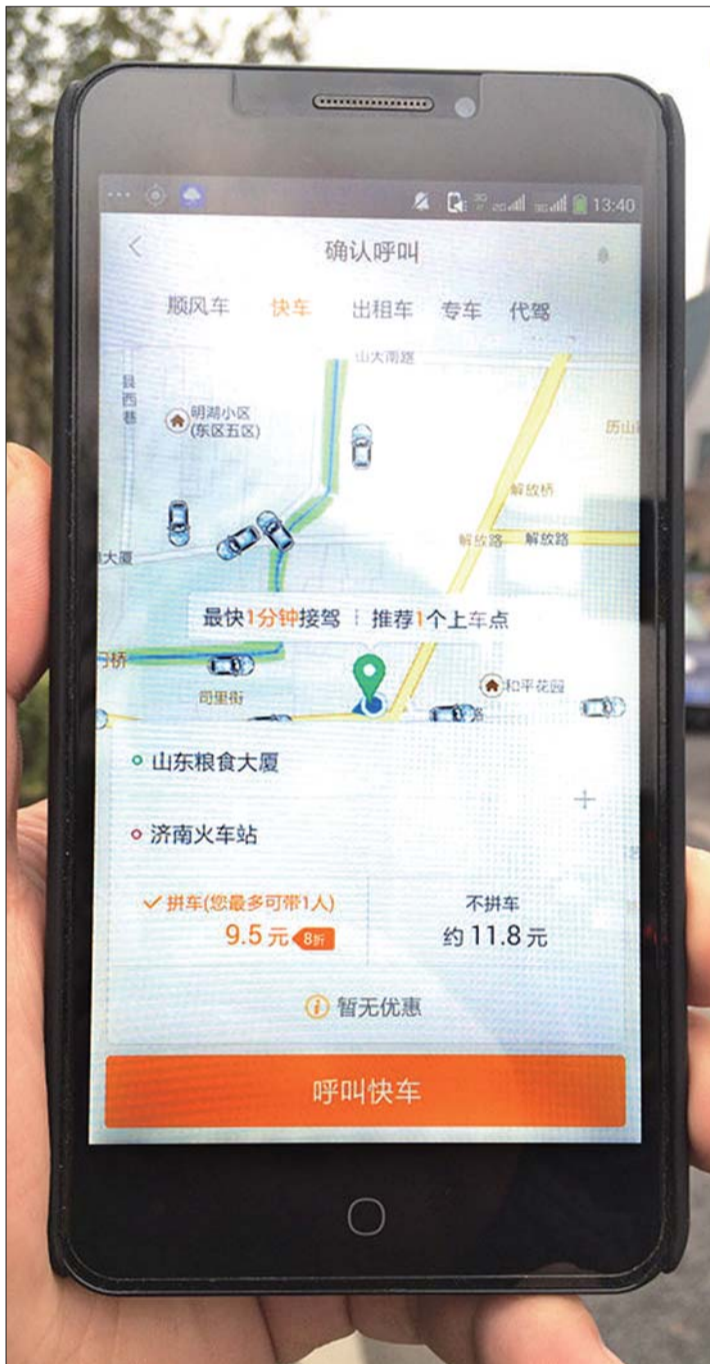 13:40
确认呼叫
顺风车 快车 出租车 专车 代驾
山大南路
县西巷
明湖小区
(东区五区)
历山
解放桥
解放路 解放路
大厦
最快1分钟接驾 推荐1个上车点
桥
司里街
和平花园
路
山东粮食大厦
济南火车站
拼车(您最多可带1人) 不拼车
9.5元 8折 约11.8元
暂无优惠
呼叫快车